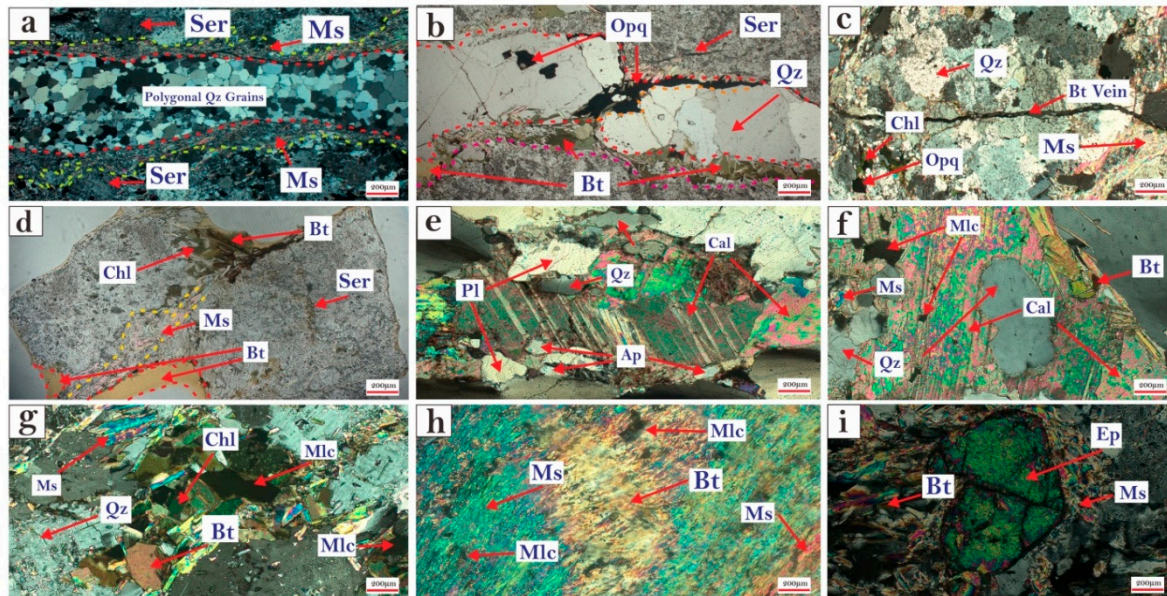 a
Ser
Ms
Polygonal Qz Grains
Ser
Ms
200µm
b
Opq
Ser
Qz
Bt
200µm
c
Qz
Bt Vein
Chl
Ms
Opq
200µm
d
Bt
Chl
Ser
Ms
Bt
200µm
e
Cal
Qz
Pl
Ap
200µm
f
Mlc
Ms
Bt
Cal
Qz
200µm
g
Chl
Mlc
Ms
Qz
Bt
Mlc
200µm
h
Mlc
Ms
Bt
Ms
Mlc
200µm
i
Ep
Bt
Ms
200µm